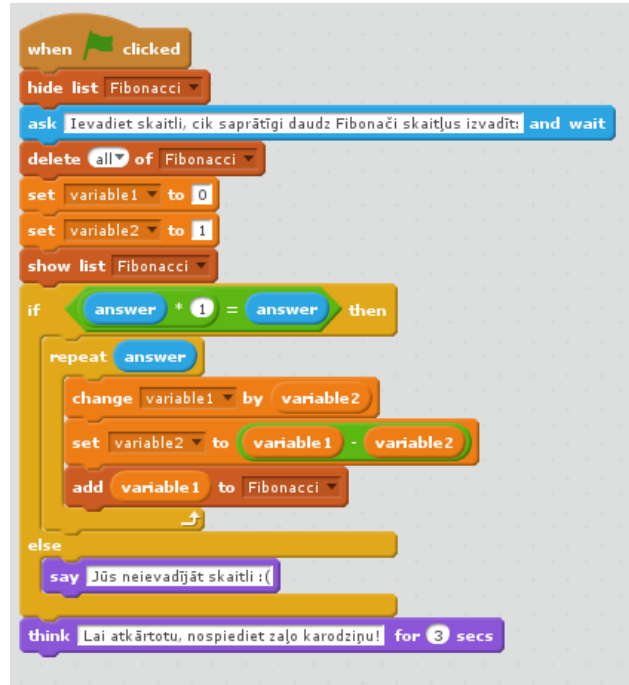 when clicked
hide list Fibonacci
ask Ievadiet skaitli, cik saprātīgi daudz Fibonači skaitļus izvadīt: and wait
delete all of Fibonacci
set variable1 to 0
set variable2 to 1
show list Fibonacci
if answer * 1 = answer then
repeat answer
change variable1 by variable2
set variable2 to variable1 - variable2
add variable1 to Fibonacci
else
say Jūs neievadījāt skaitli :(
think Lai atkārtotu, nospiediet zaļo karodziņu! for 3 secs